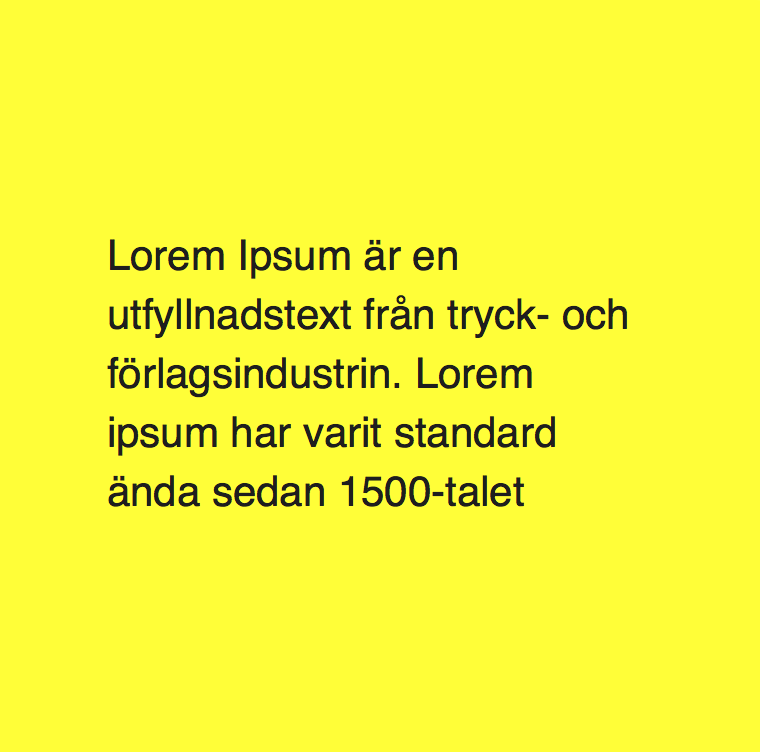 Lorem Ipsum är en
utfyllnadstext från tryck- och
förlagsindustrin. Lorem
ipsum har varit standard
ända sedan 1500-talet